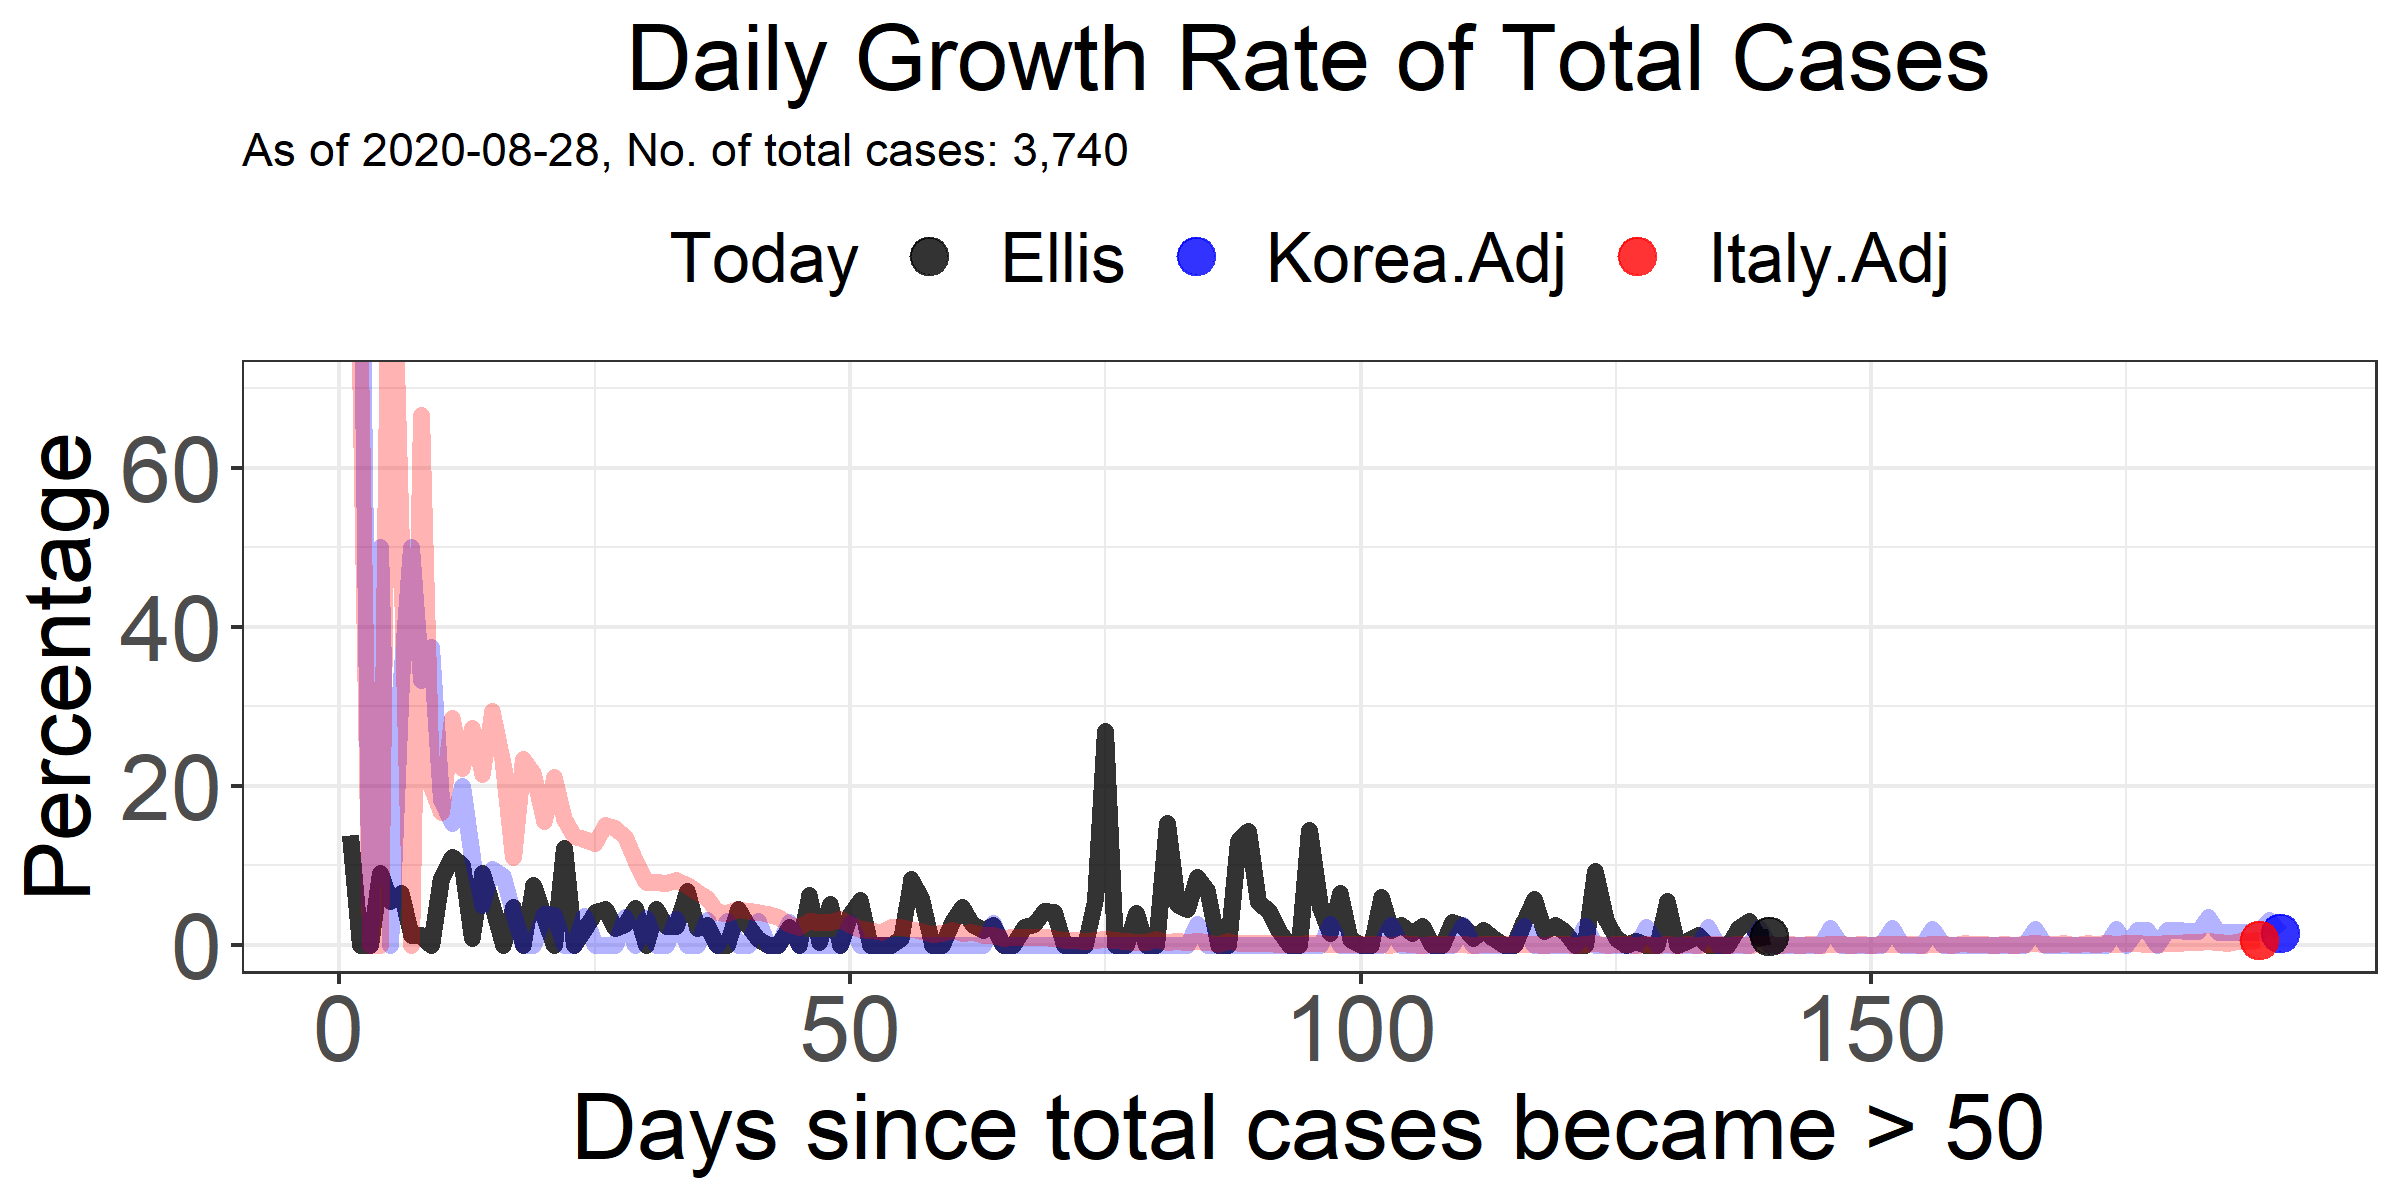 Daily Growth Rate of Total Cases
As of 2020-08-28, No. of total cases: 3,740
Today Ellis Korea.Adj Italy.Adj
Percentage
60
40
20
0
0 50 100 150
Days since total cases became > 50